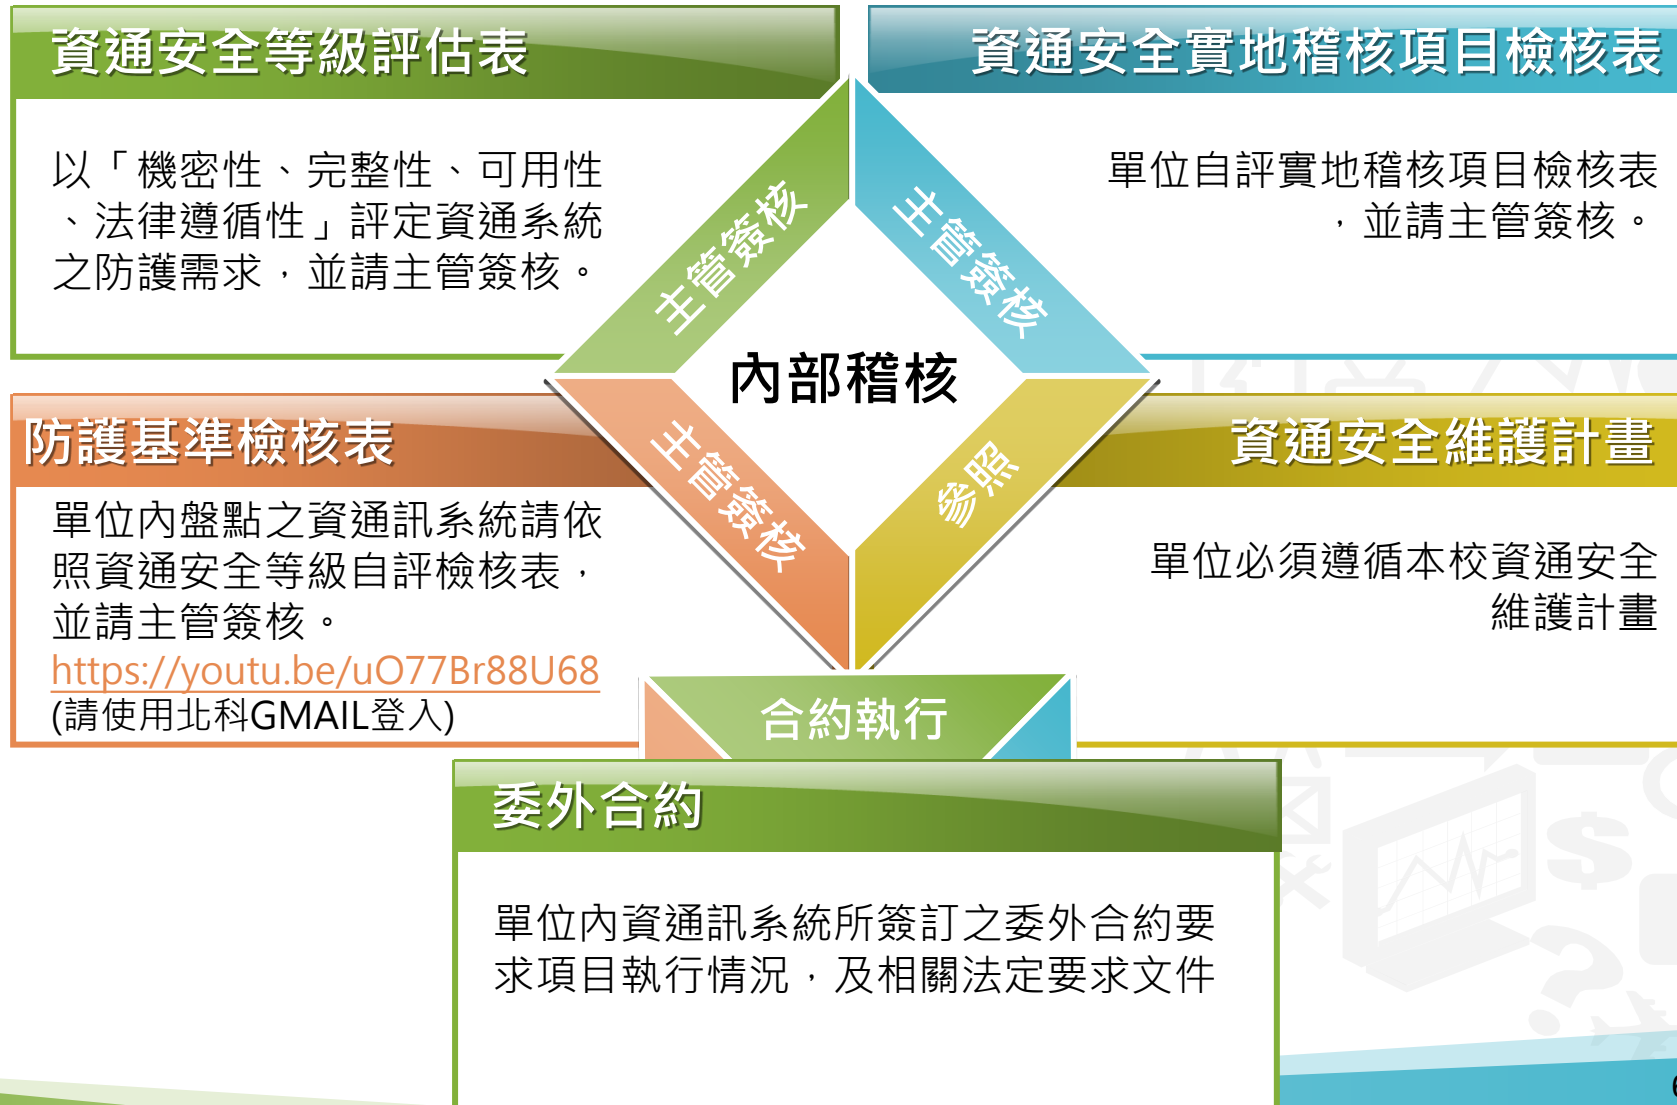 資通安全等級評估表
以「機密性、完整性、可用性
、法律遵循性」評定資通系統
之防護需求，並請主管簽核。
資通安全實地稽核項目檢核表
單位自評實地稽核項目檢核表
，並請主管簽核。
主管簽核
主管簽核
內部稽核
主管簽核
參照
防護基準檢核表
單位內盤點之資通訊系統請依
照資通安全等級自評檢核表，
並請主管簽核。
https://youtu.be/uO77Br88U68
(請使用北科GMAIL登入)
資通安全維護計畫
單位必須遵循本校資通安全
維護計畫
合約執行
委外合約
單位內資通訊系統所簽訂之委外合約要
求項目執行情況，及相關法定要求文件